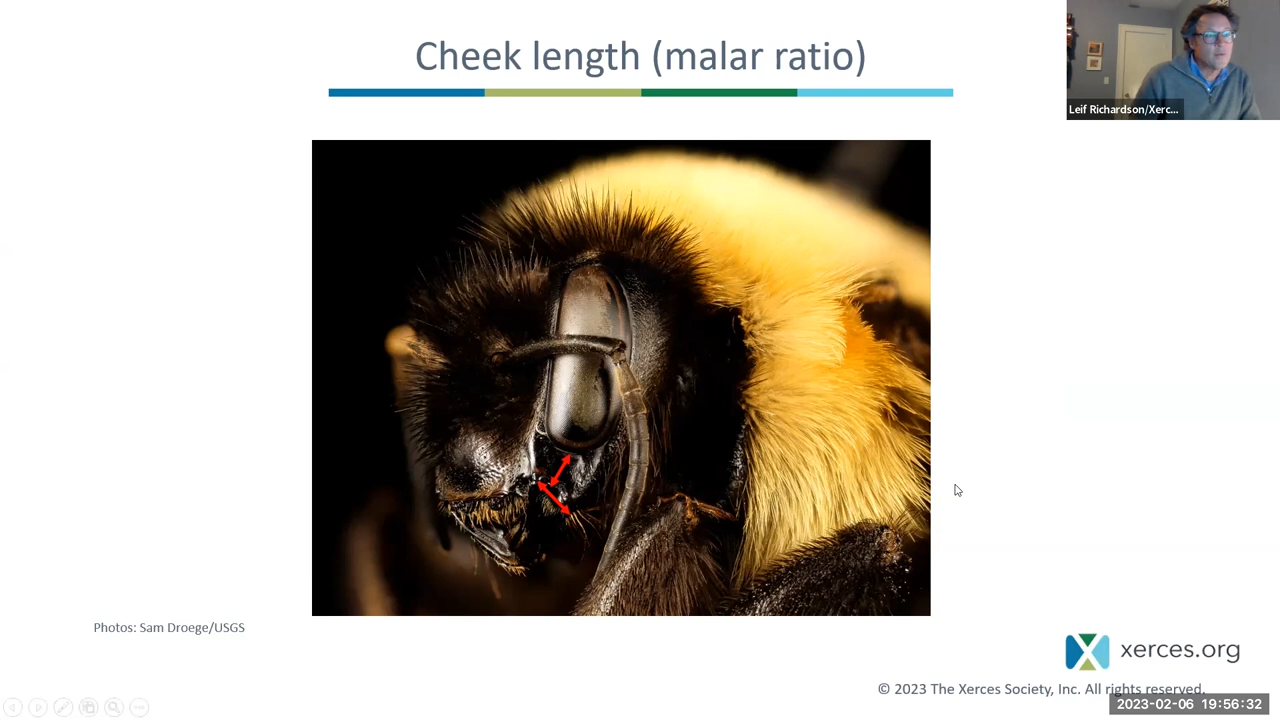 Cheek length (malar ratio)
Leif Richardson/Xerc...
Photos: Sam Droege/USGS
xerces.org
© 2023 The Xerces Society, Inc. All rights reserved.
2023-02-06 19:56:32